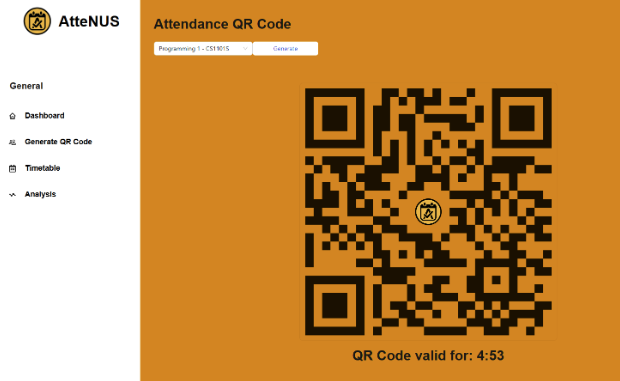 AtteNUS
General
Dashboard
Generate QR Code
Timetable
Analysis
Attendance QR Code
Programming 1 - CS1101S
Generate
QR Code valid for: 4:53